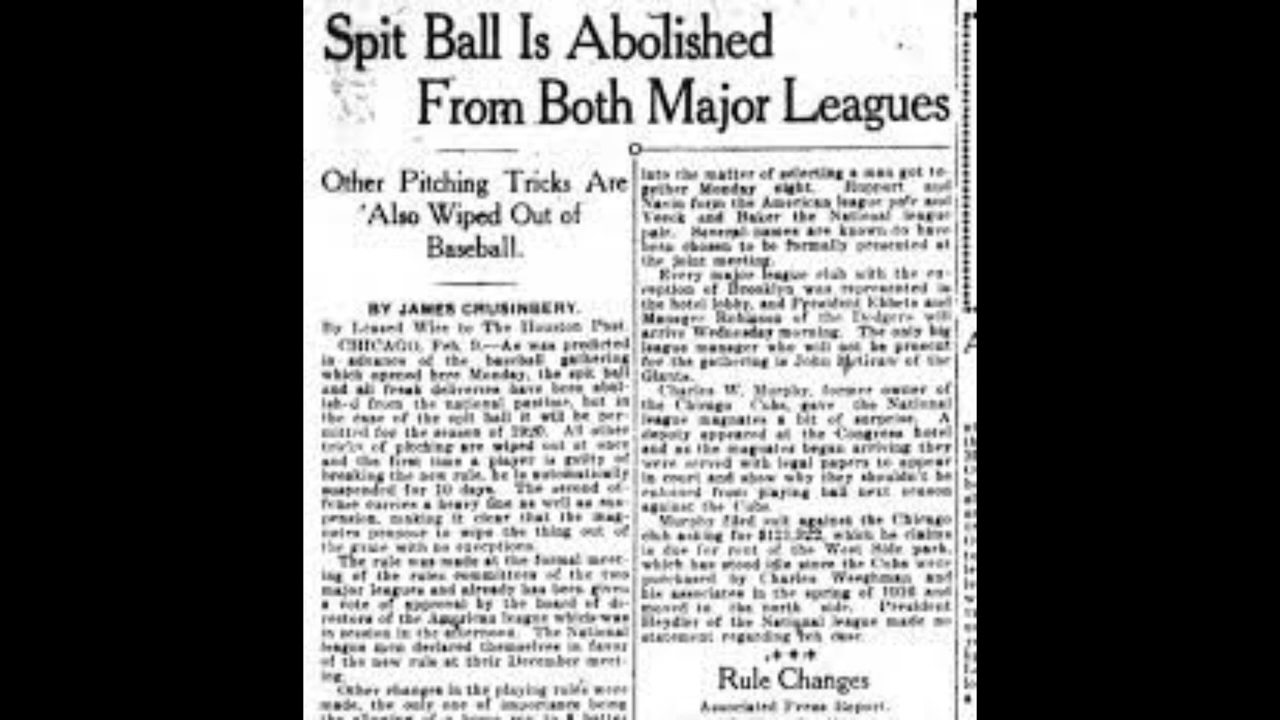 Spit Ball Is Abolished
From Both Major Leagues
Other Pitching Tricks Are
Also Wiped Out of
Baseball.
BY JAMES CRUSINBERY.
By Leased Wire to The Houston Post.
CHICAGO, Feb. 9.—As was predicted
in advance of the baseball gathering
which opened here Monday, the spit ball
and all freak deliveries have been abol-
ish-d from the national pastime, but in
the case of the spit ball it will be per-
mitted for the season of 1920. All other
tricks of pitching are wiped out at once
and the first time a player is guilty of
breaking the new rule, he is automatically
suspended for 10 days. The second of-
fense carries a heavy fine as well as sus-
pension, making it clear that the mag-
nates propose to wipe the thing out of
the game with no exceptions.
The rule was made at the formal meet-
ing of the rules committees of the two
major leagues and already has been given
a vote of approval by the board of di-
rectors of the American league which was
in session in the afternoon. The National
league men declared themselves in favor
of the new rule at their December meet-
ing.
Other changes in the playing rules were
made, the only one of importance being
the allowing of a home run to a batter
into the matter of selecting a man got to-
gether Monday night. Ruppert and
Navin form the American league pair and
Veeck and Baker the National league
pair. Several names are known to have
been chosen to be formally presented at
the joint meeting.
Every major league club with the ex-
ception of Brooklyn was represented in
the hotel lobby, and President Ebbets and
Manager Robinson of the Dodgers will
arrive Wednesday morning. The only big
league manager who will not be present
for the gathering is John McGraw of the
Giants.
Charles W. Murphy, former owner of
the Chicago Cubs, gave the National
league magnates a bit of surprise. A
deputy appeared at the Congress hotel
and as the magnates began arriving they
were served with legal papers to appear
in court and show why they shouldn't be
enjoined from playing ball next season
against the Cubs.
Murphy filed suit against the Chicago
club asking for which he claims
is due for rent of the West Side park,
which has stood idle since the Cubs were
purchased by Charles Weeghman and
his associates in the spring of 1916 and
moved to the north side. President
Heydler of the National league made no
statement regarding case.
Rule Changes
Associated Press Report.